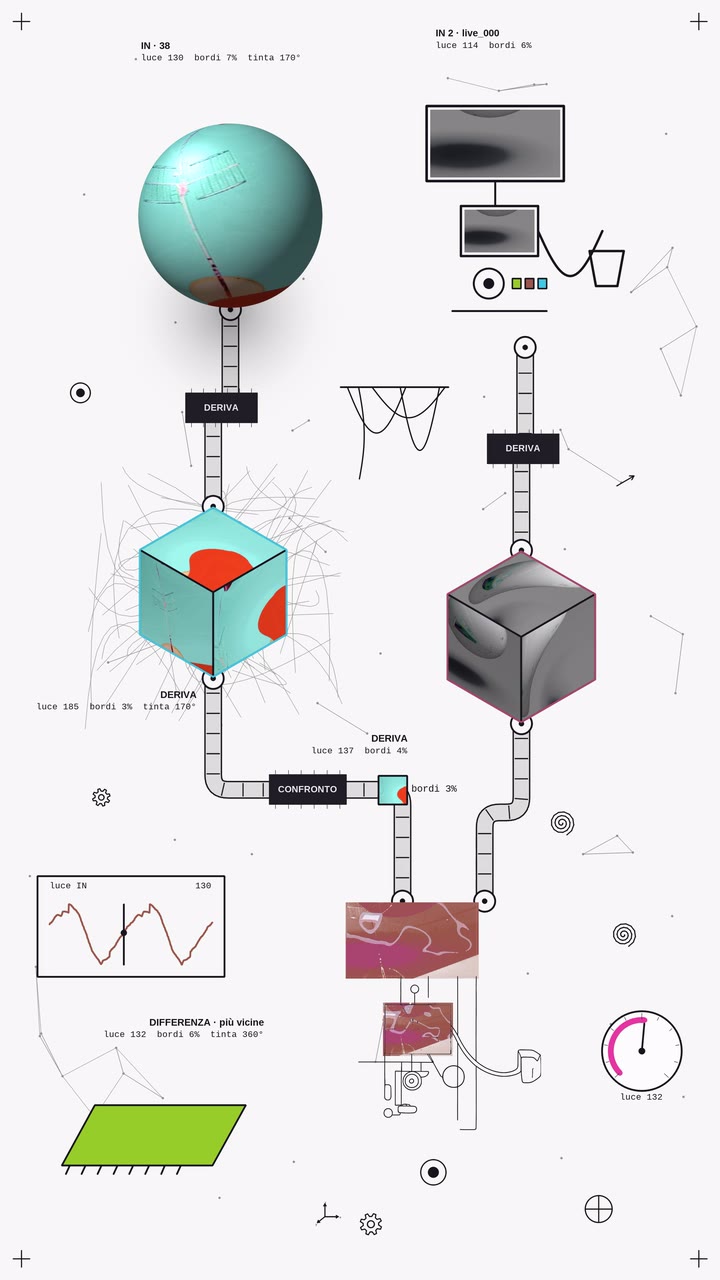 IN · 38
luce 130  bordi 7%  tinta 170°
IN 2 · live_000
luce 114  bordi 6%
DERIVA
DERIVA
DERIVA
luce 185  bordi 3%  tinta 170°
DERIVA
luce 137  bordi 4%
CONFRONTO
bordi 3%
luce IN 130
DIFFERENZA · più vicine
luce 132  bordi 6%  tinta 360°
luce 132